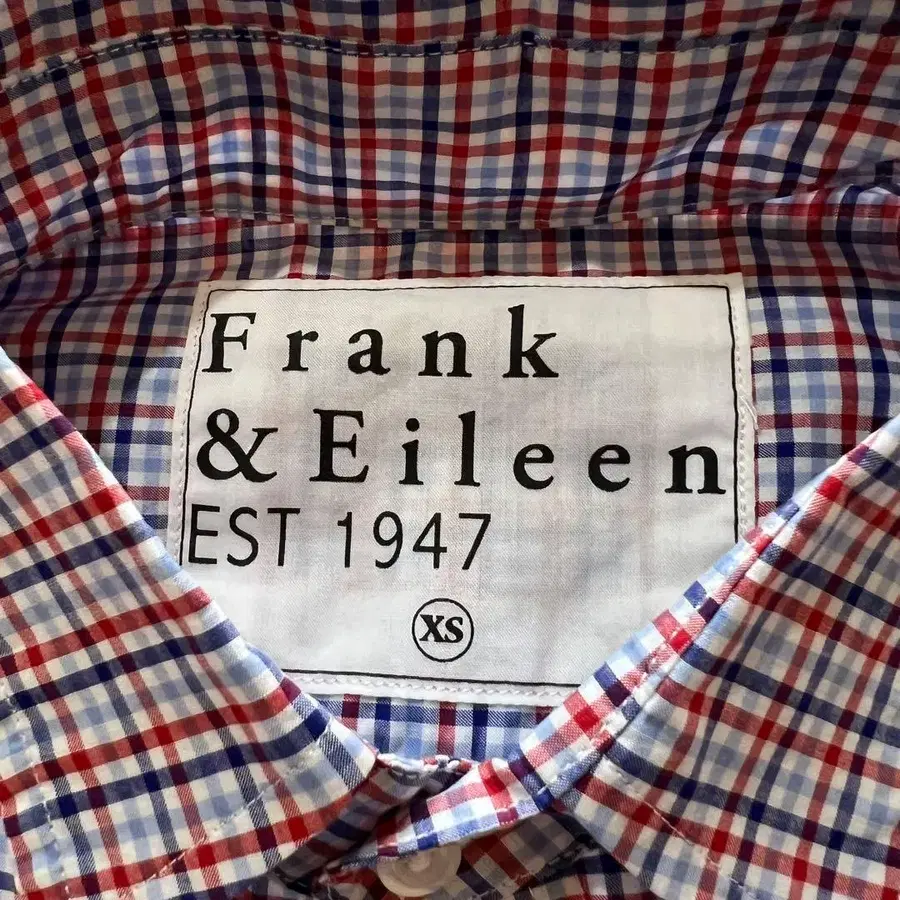 Frank
& Eileen
EST 1947
XS